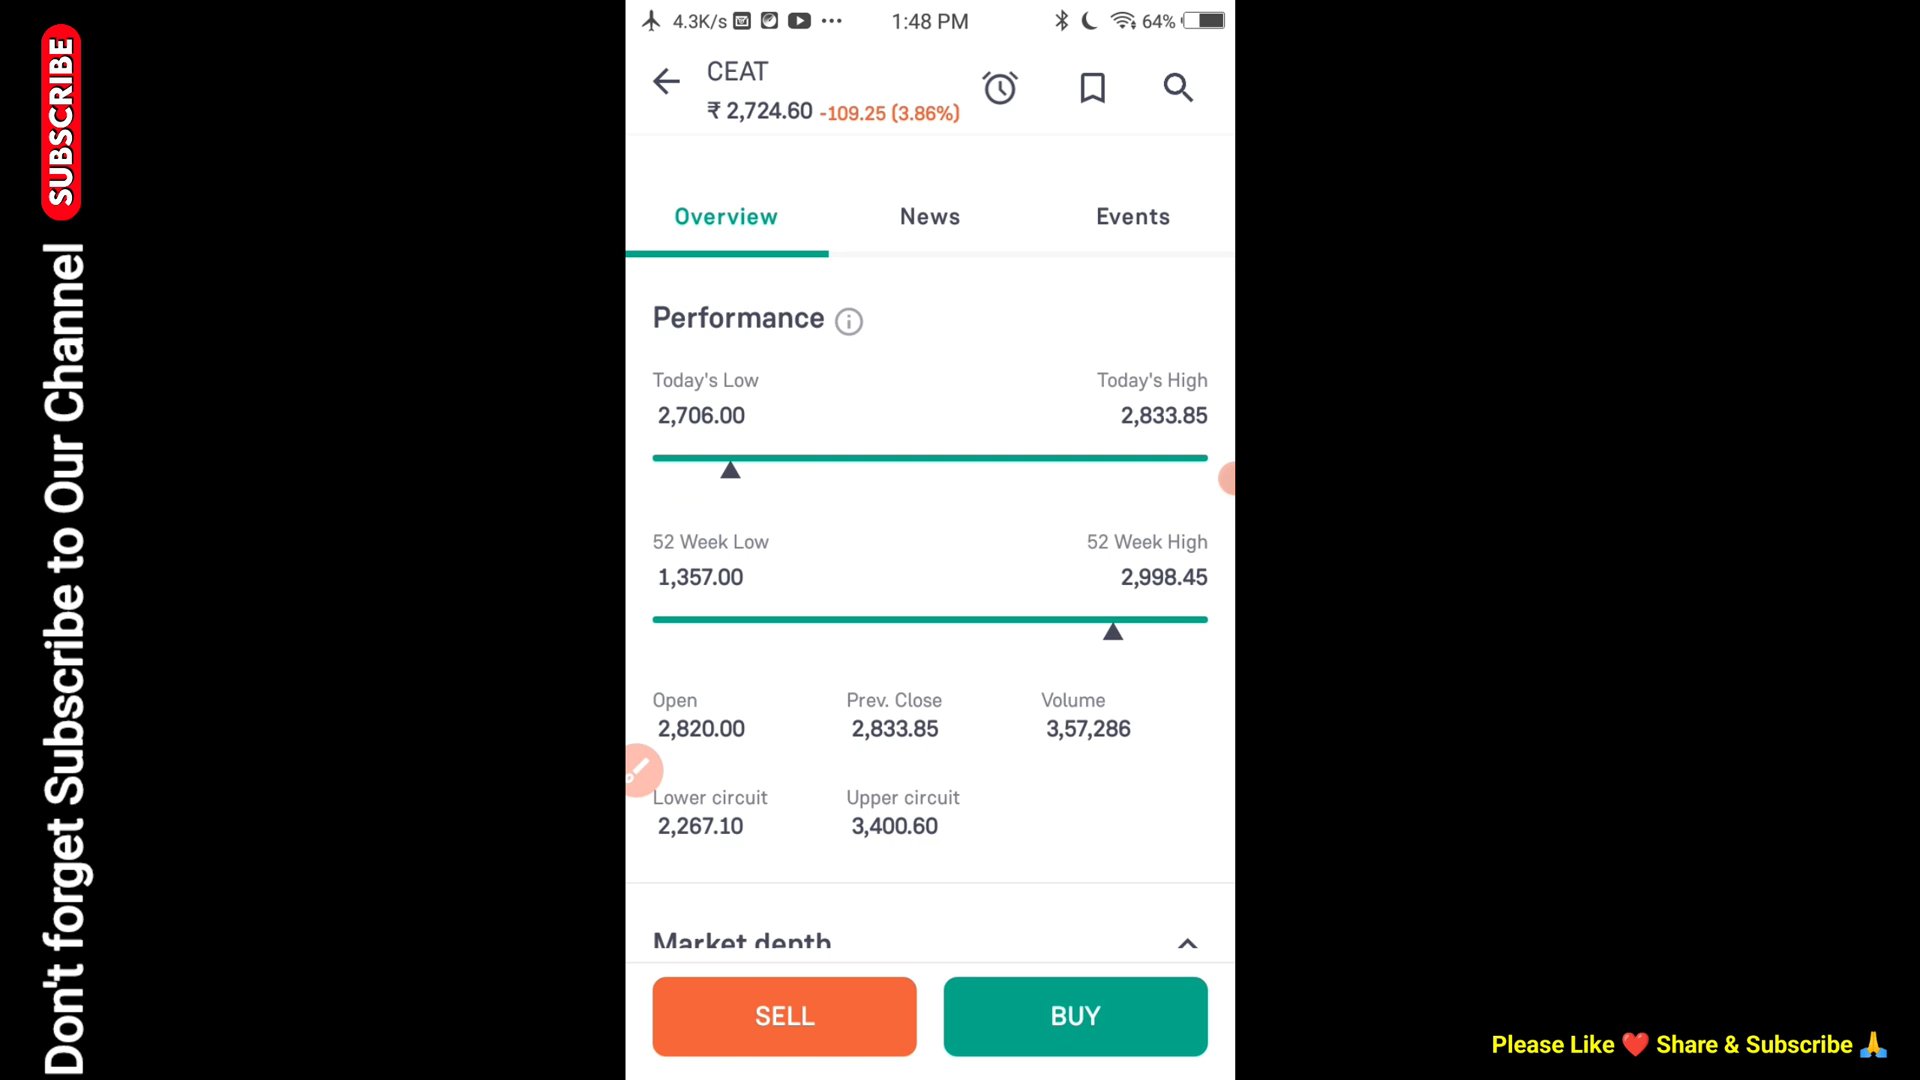 Don't forget Subscribe to Our Channel SUBSCRIBE
4.3K/s 1:48 PM 64%
CEAT
₹ 2,724.60 -109.25 (3.86%)
Overview News Events
Performance
Today's Low Today's High
2,706.00 2,833.85
52 Week Low 52 Week High
1,357.00 2,998.45
Open Prev. Close Volume
2,820.00 2,833.85 3,57,286
Lower circuit Upper circuit
2,267.10 3,400.60
Market depth
SELL BUY
Please Like ❤️ Share & Subscribe 🙏